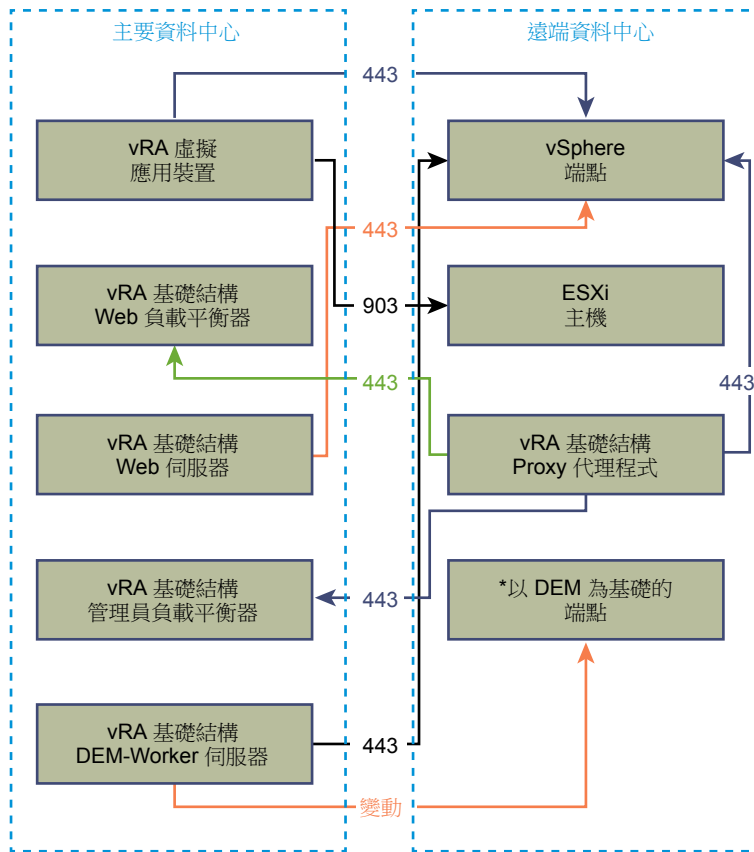 主要資料中心
遠端資料中心
443
vRA 虛擬
應用裝置
vSphere
端點
443
vRA 基礎結構
Web 負載平衡器
903
ESXi
主機
443
443
vRA 基礎結構
Web 伺服器
vRA 基礎結構
Proxy 代理程式
vRA 基礎結構
管理員負載平衡器
443
*以 DEM 為基礎的
端點
vRA 基礎結構
DEM-Worker 伺服器
443
變動